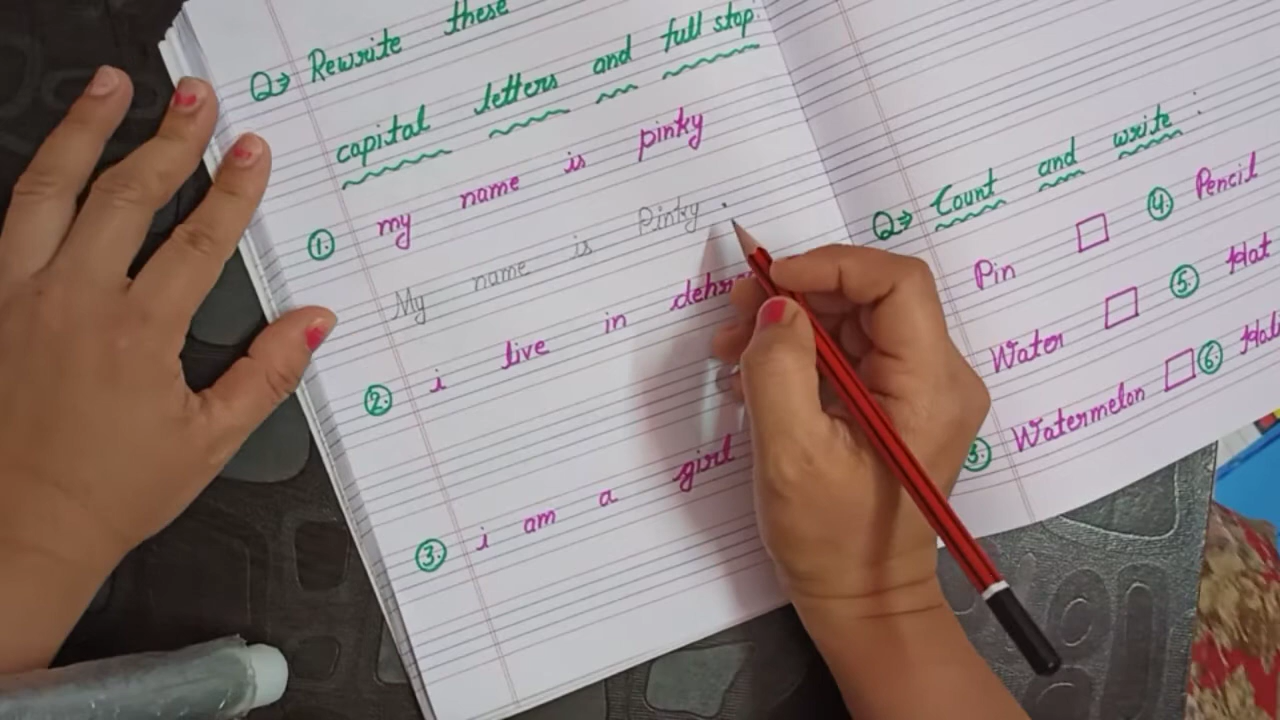 Q→ Rewrite these
capital letters and full stop.
1. my name is pinky
My name is Pinky .
2. i live in
3. i am a girl
Q→ Count and write :
Pin
Water
3. Watermelon
4. Pencil
5. Hat
6.